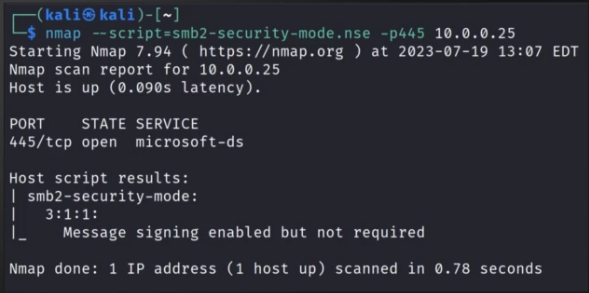 ┌──(kali㉿kali)-[~]
└─$ nmap --script=smb2-security-mode.nse -p445 10.0.0.25
Starting Nmap 7.94 ( https://nmap.org ) at 2023-07-19 13:07 EDT
Nmap scan report for 10.0.0.25
Host is up (0.090s latency).
PORT    STATE SERVICE
445/tcp open  microsoft-ds
Host script results:
| smb2-security-mode:
|   3:1:1:
|_    Message signing enabled but not required
Nmap done: 1 IP address (1 host up) scanned in 0.78 seconds